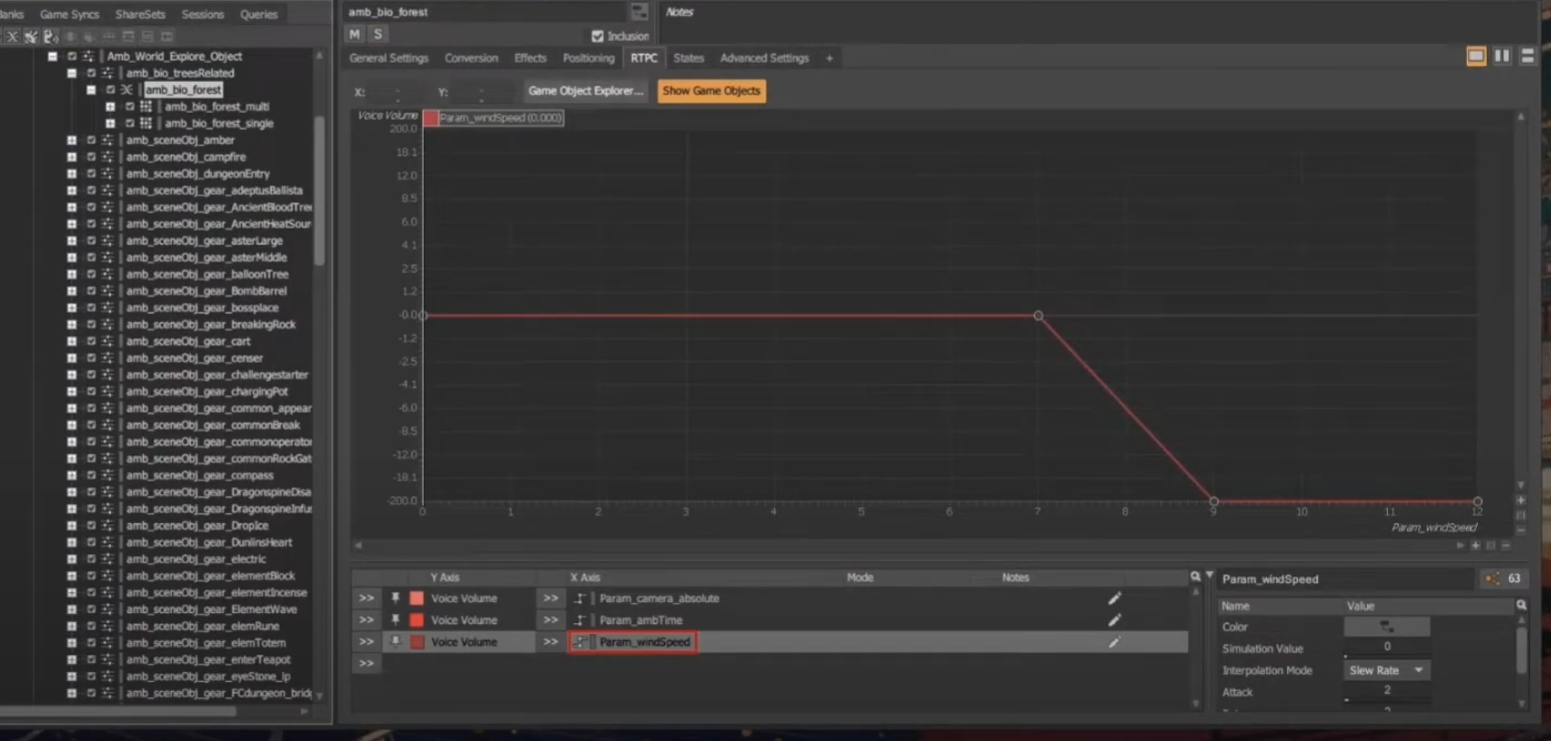 Banks Game Syncs ShareSets Sessions Queries
Amb_World_Explore_Object
amb_bio_treesRelated
amb_bio_forest
amb_bio_forest_multi
amb_bio_forest_single
amb_sceneObj_amber
amb_sceneObj_campfire
amb_sceneObj_dungeonEntry
amb_sceneObj_gear_adeptusBallista
amb_sceneObj_gear_AncientBloodTree
amb_sceneObj_gear_AncientHeatSour
amb_sceneObj_gear_asterLarge
amb_sceneObj_gear_asterMiddle
amb_sceneObj_gear_balloonTree
amb_sceneObj_gear_BombBarrel
amb_sceneObj_gear_bossplace
amb_sceneObj_gear_breakingRock
amb_sceneObj_gear_cart
amb_sceneObj_gear_censer
amb_sceneObj_gear_challengestarter
amb_sceneObj_gear_chargingPot
amb_sceneObj_gear_common_appear
amb_sceneObj_gear_commonBreak
amb_sceneObj_gear_commonoperator
amb_sceneObj_gear_commonRockGat
amb_sceneObj_gear_compass
amb_sceneObj_gear_DragonspineDisa
amb_sceneObj_gear_DragonspineInfus
amb_sceneObj_gear_DropIce
amb_sceneObj_gear_DunlinsHeart
amb_sceneObj_gear_electric
amb_sceneObj_gear_elementBlock
amb_sceneObj_gear_elementIncense
amb_sceneObj_gear_ElementWave
amb_sceneObj_gear_elemRune
amb_sceneObj_gear_elemTotem
amb_sceneObj_gear_enterTeapot
amb_sceneObj_gear_eyeStone_lp
amb_sceneObj_gear_FCdungeon_bridg
amb_bio_forest
Notes
M S
Inclusion
General Settings Conversion Effects Positioning RTPC States Advanced Settings +
X: - Y: - Game Object Explorer... Show Game Objects
Voice Volume
Param_windSpeed (0.000)
200.0
18.1
12.0
8.5
6.0
4.1
2.5
1.2
-0.0
-1.2
-2.5
-4.1
-6.0
-8.5
-12.0
-18.1
-200.0
0 1 2 3 4 5 6 7 8 9 10 11 12
Param_windSpeed
Y Axis X Axis Mode Notes
>> Voice Volume >> Param_camera_absolute
>> Voice Volume >> Param_ambTime
>> Voice Volume >> Param_windSpeed
>>
Param_windSpeed 63
Name Value
Color
Simulation Value 0
Interpolation Mode Slew Rate
Attack 2